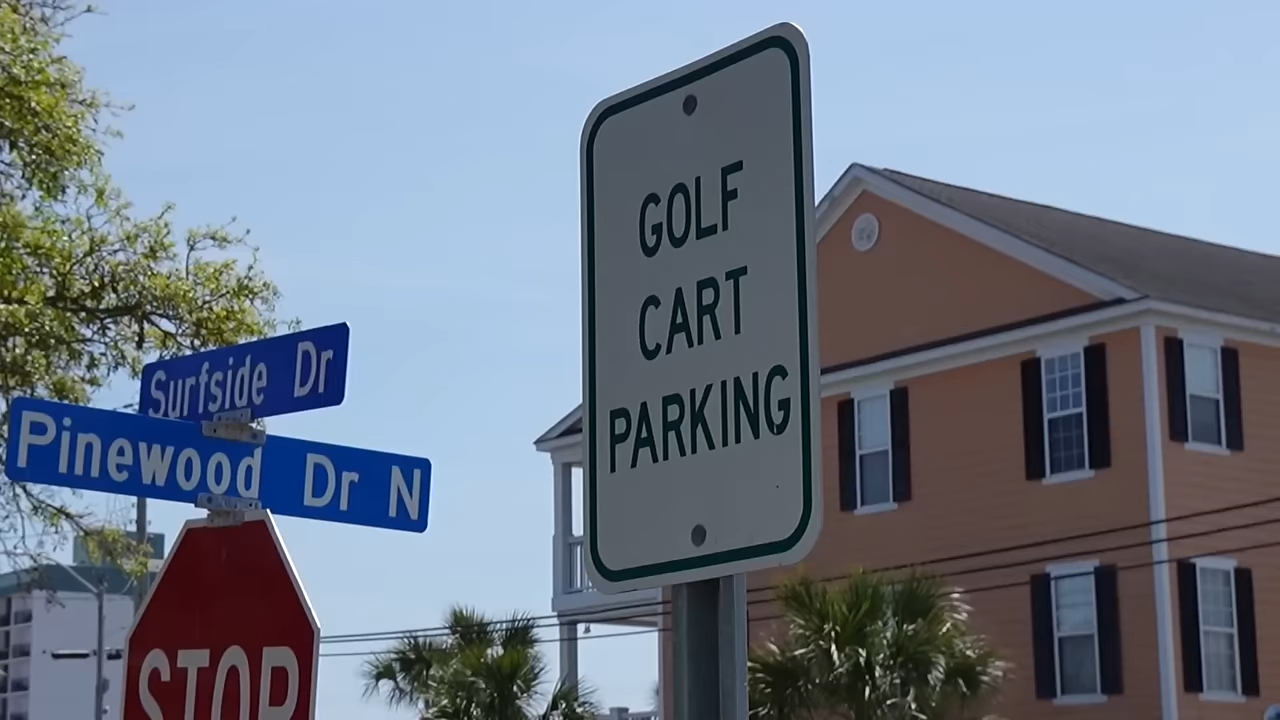 Surfside Dr
Pinewood Dr N
STOP
GOLF
CART
PARKING